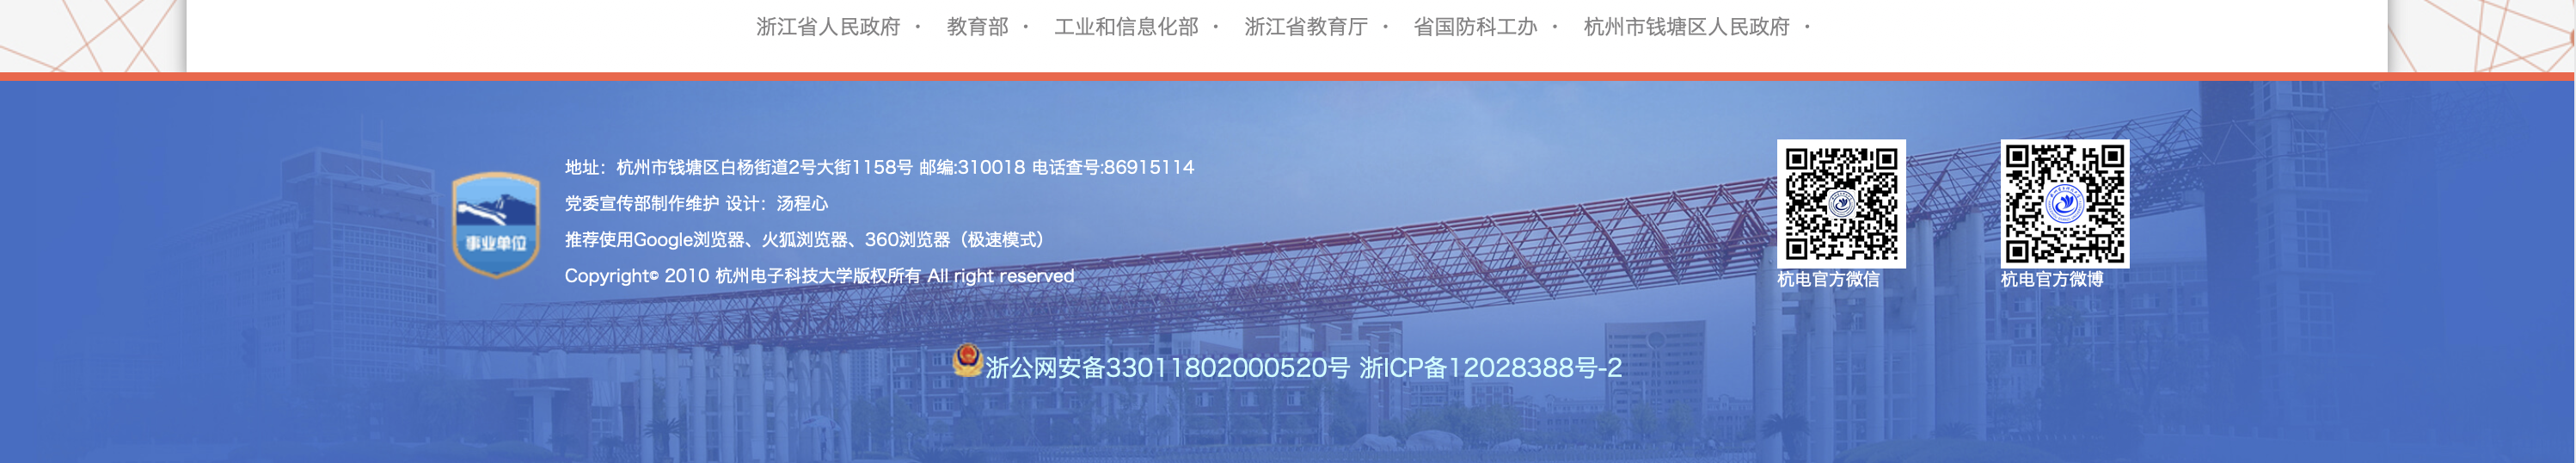 浙江省人民政府 · 教育部 · 工业和信息化部 · 浙江省教育厅 · 省国防科工办 · 杭州市钱塘区人民政府 ·
地址：杭州市钱塘区白杨街道2号大街1158号 邮编:310018 电话查号:86915114
党委宣传部制作维护 设计：汤程心
推荐使用Google浏览器、火狐浏览器、360浏览器（极速模式）
Copyright© 2010 杭州电子科技大学版权所有 All right reserved
事业单位
杭电官方微信
杭电官方微博
浙公网安备33011802000520号 浙ICP备12028388号-2